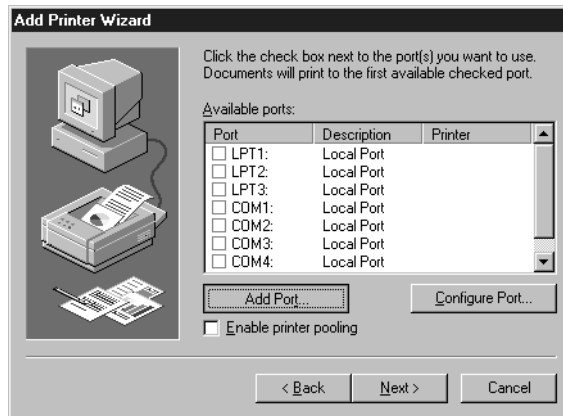 Add Printer Wizard
Click the check box next to the port(s) you want to use.
Documents will print to the first available checked port.
Available ports:
Port Description Printer
LPT1: Local Port
LPT2: Local Port
LPT3: Local Port
COM1: Local Port
COM2: Local Port
COM3: Local Port
COM4: Local Port
Add Port... Configure Port...
Enable printer pooling
< Back Next > Cancel